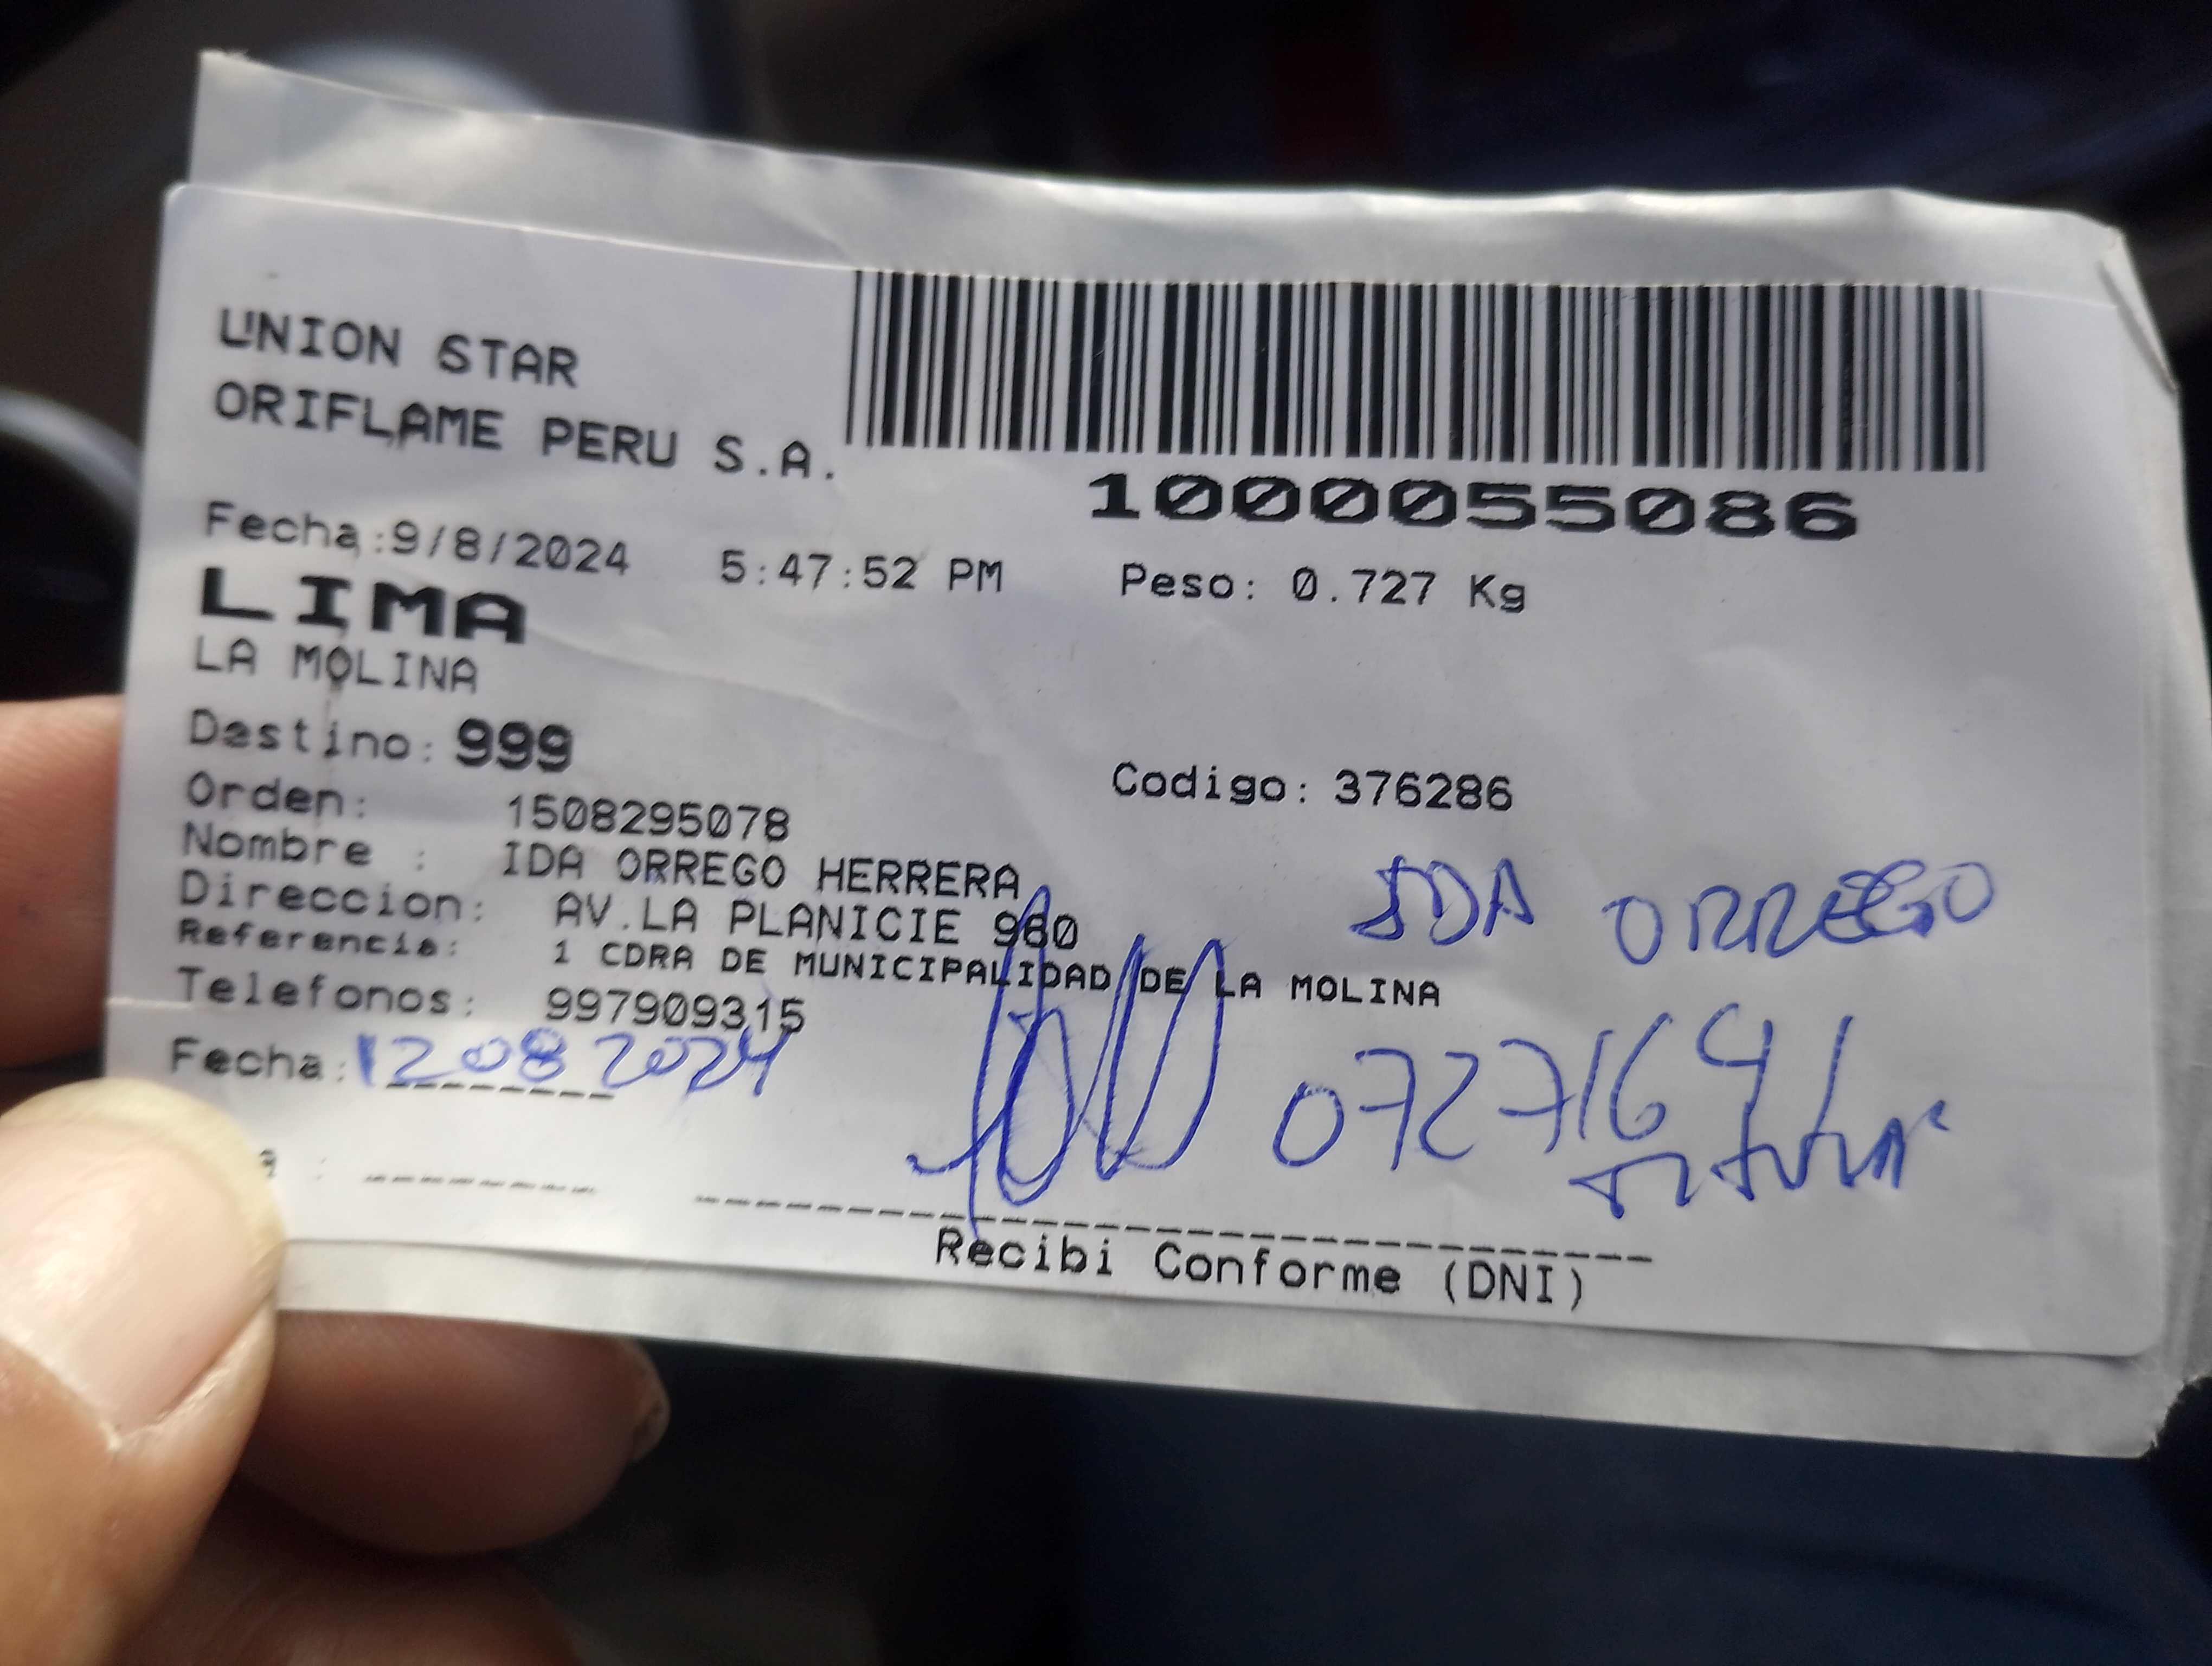 UNION STAR
ORIFLAME PERU S.A.
1000055086
Fecha:9/8/2024 5:47:52 PM Peso: 0.727 Kg
LIMA
LA MOLINA
Destino: 999
Codigo: 376286
Orden: 1508295078
Nombre : IDA ORREGO HERRERA
IDA ORREGO
Direccion: AV.LA PLANICIE 980
Referencia: 1 CDRA DE MUNICIPALIDAD DE LA MOLINA
Telefonos: 997909315
Fecha: 12 08 2024
07271691
Titular
Recibi Conforme (DNI)